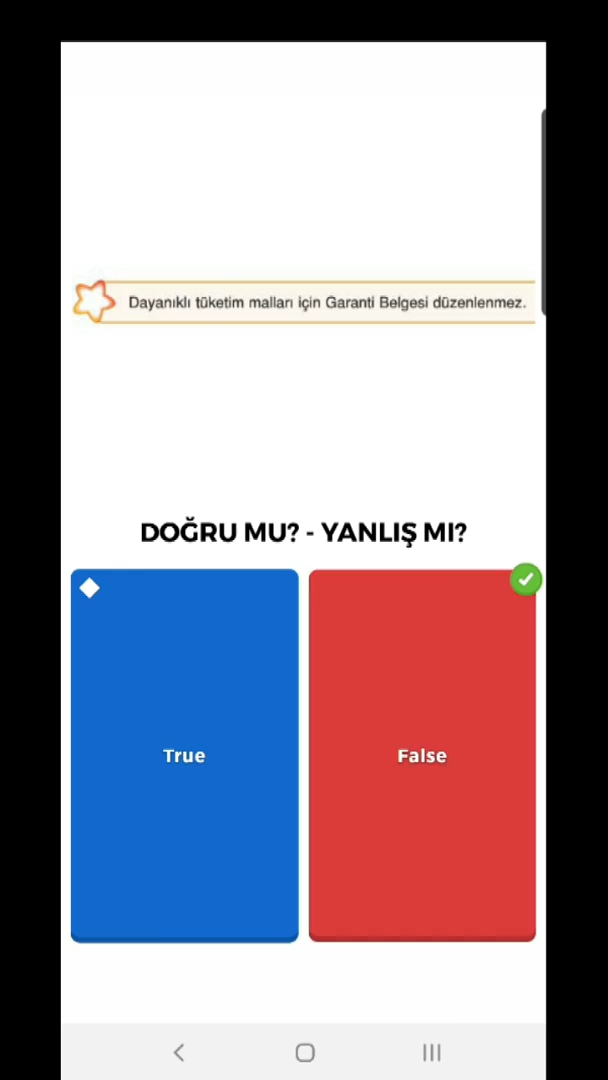 Dayanıklı tüketim malları için Garanti Belgesi düzenlenmez.
DOĞRU MU? - YANLIŞ MI?
True
False